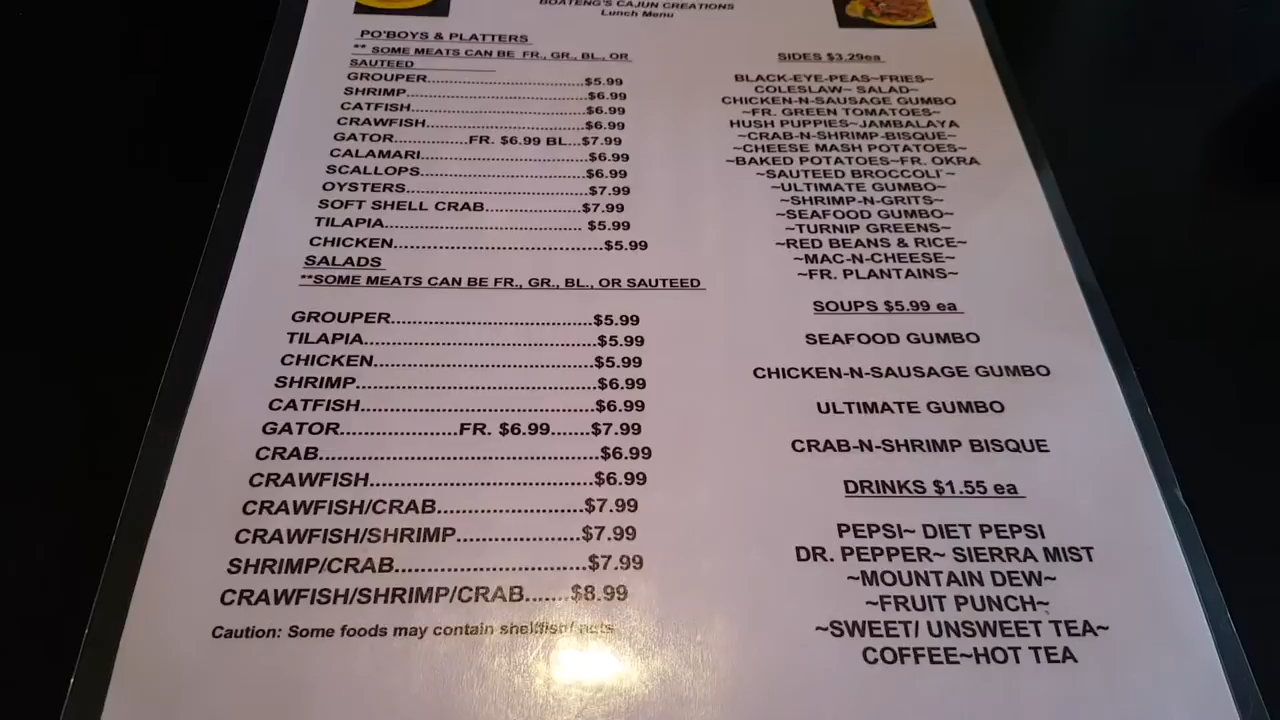 BOATENG'S CAJUN CREATIONS
Lunch Menu
PO'BOYS & PLATTERS
** SOME MEATS CAN BE FR., GR., BL., OR
SAUTEED
GROUPER.......................................$5.99
SHRIMP.............................................$6.99
CATFISH............................................$6.99
CRAWFISH.......................................$6.99
GATOR...................FR. $6.99 BL...$7.99
CALAMARI.........................................$6.99
SCALLOPS........................................$6.99
OYSTERS..........................................$7.99
SOFT SHELL CRAB......................$7.99
TILAPIA............................................. $5.99
CHICKEN...............................................$5.99
SALADS
**SOME MEATS CAN BE FR., GR., BL., OR SAUTEED
GROUPER......................................$5.99
TILAPIA............................................$5.99
CHICKEN.........................................$5.99
SHRIMP............................................$6.99
CATFISH..........................................$6.99
GATOR.....................FR. $6.99.......$7.99
CRAB................................................$6.99
CRAWFISH.......................................$6.99
CRAWFISH/CRAB.........................$7.99
CRAWFISH/SHRIMP.....................$7.99
SHRIMP/CRAB................................$7.99
CRAWFISH/SHRIMP/CRAB.......$8.99
Caution: Some foods may contain shellfish/ nuts
SIDES $3.29ea
BLACK-EYE-PEAS~FRIES~
COLESLAW~ SALAD~
CHICKEN-N-SAUSAGE GUMBO
~FR. GREEN TOMATOES~
HUSH PUPPIES~JAMBALAYA
~CRAB-N-SHRIMP-BISQUE~
~CHEESE MASH POTATOES~
~BAKED POTATOES~FR. OKRA
~SAUTEED BROCCOLI ~
~ULTIMATE GUMBO~
~SHRIMP-N-GRITS~
~SEAFOOD GUMBO~
~TURNIP GREENS~
~RED BEANS & RICE~
~MAC-N-CHEESE~
~FR. PLANTAINS~
SOUPS $5.99 ea
SEAFOOD GUMBO
CHICKEN-N-SAUSAGE GUMBO
ULTIMATE GUMBO
CRAB-N-SHRIMP BISQUE
DRINKS $1.55 ea
PEPSI~ DIET PEPSI
DR. PEPPER~ SIERRA MIST
~MOUNTAIN DEW~
~FRUIT PUNCH~
~SWEET/ UNSWEET TEA~
COFFEE~HOT TEA